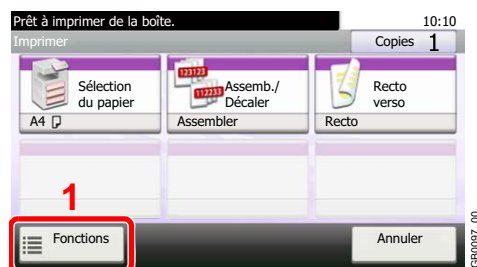 Prêt à imprimer de la boîte.
10:10
Imprimer
Copies 1
Sélection
du papier
A4
123123
112233
Assemb./
Décaler
Assembler
Recto
verso
Recto
1
Fonctions
Annuler
GB0097_00